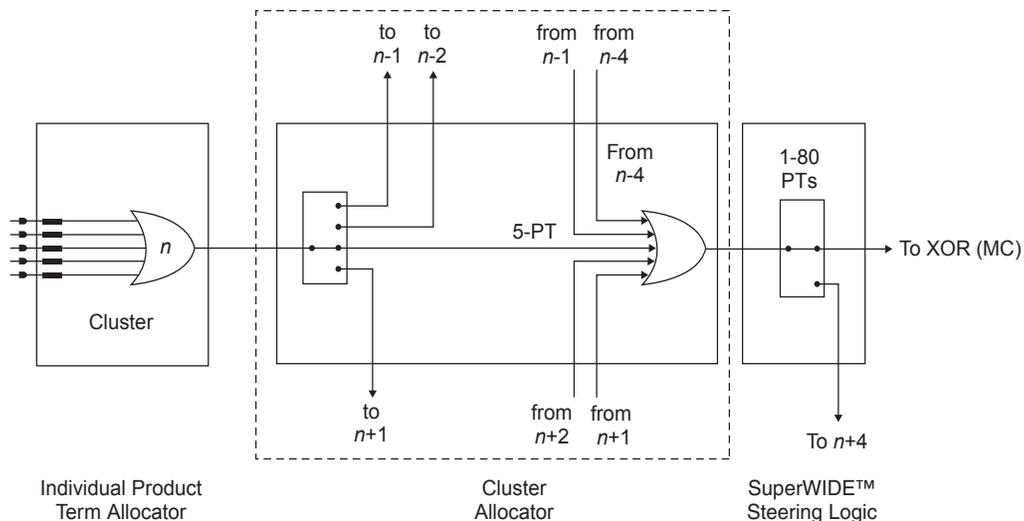 to
n-1
to
n-2
from
n-1
from
n-4
From
n-4
1-80
PTs
n
5-PT
To XOR (MC)
Cluster
to
n+1
from
n+2
from
n+1
To n+4
Individual Product
Term Allocator
Cluster
Allocator
SuperWIDE™
Steering Logic